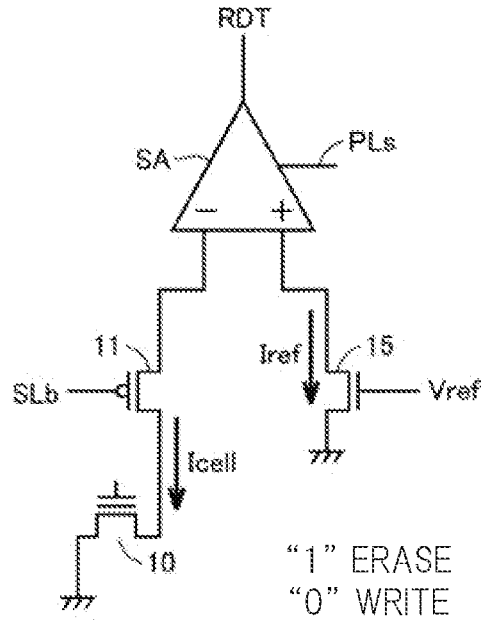 RDT
SA
PLs
−
+
11
15
Iref
SLb
Vref
Icell
10
“1” ERASE
“0” WRITE